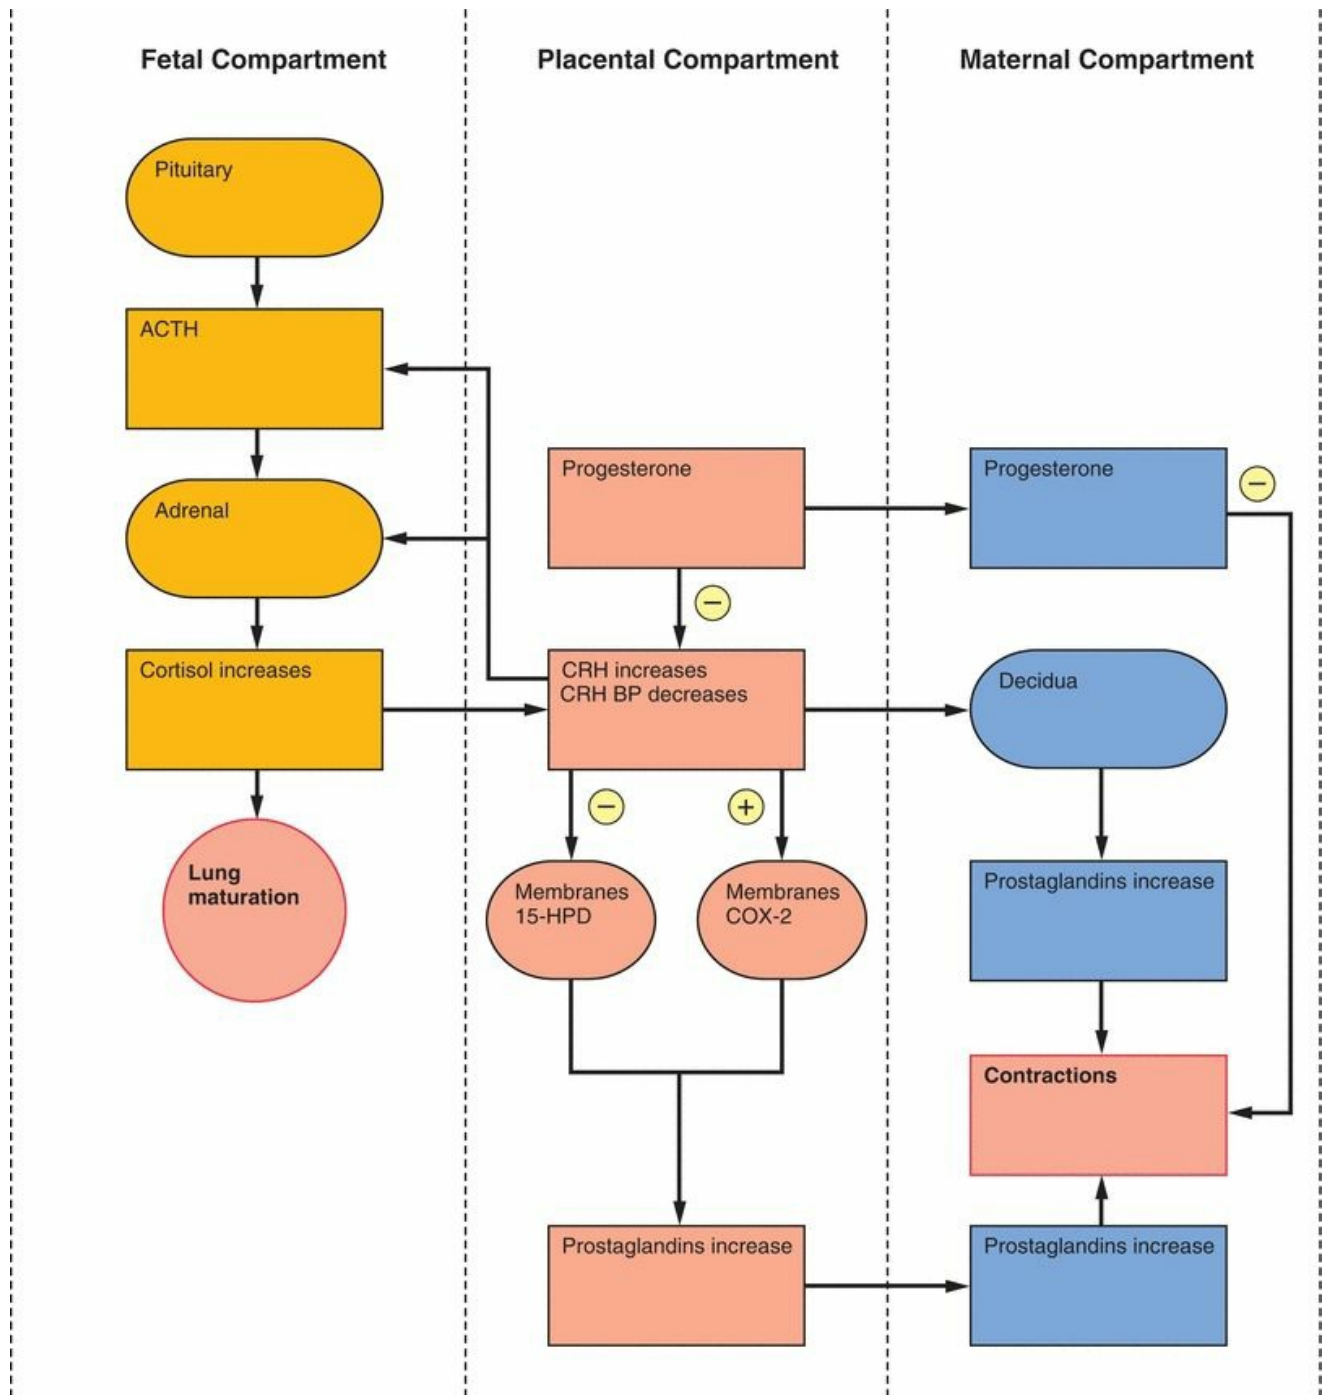 Fetal Compartment
Placental Compartment
Maternal Compartment
Pituitary
ACTH
Adrenal
Cortisol increases
Lung
maturation
Progesterone
−
CRH increases
CRH BP decreases
−
+
Membranes
15-HPD
Membranes
COX-2
Prostaglandins increase
Progesterone
−
Decidua
Prostaglandins increase
Contractions
Prostaglandins increase